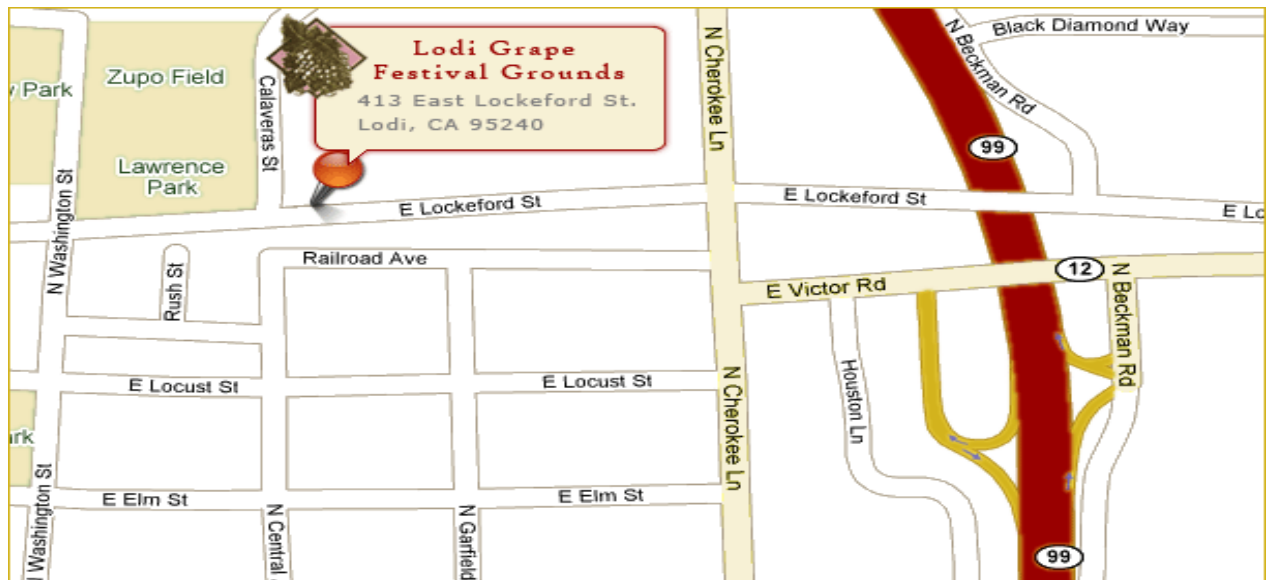 N Beckman Rd
Black Diamond Way
Lodi Grape
Festival Grounds
413 East Lockeford St.
Lodi, CA 95240
N Cherokee Ln
Zupo Field
Park
Calaveras St
99
Lawrence
Park
N Washington St
E Lockeford St
E Lockeford St
E Lo
Railroad Ave
12
E Victor Rd
N Beckman Rd
Rush St
E Locust St
E Locust St
N Cherokee Ln
Houston Ln
ark
E Elm St
E Elm St
N Washington St
N Central
N Garfield
99